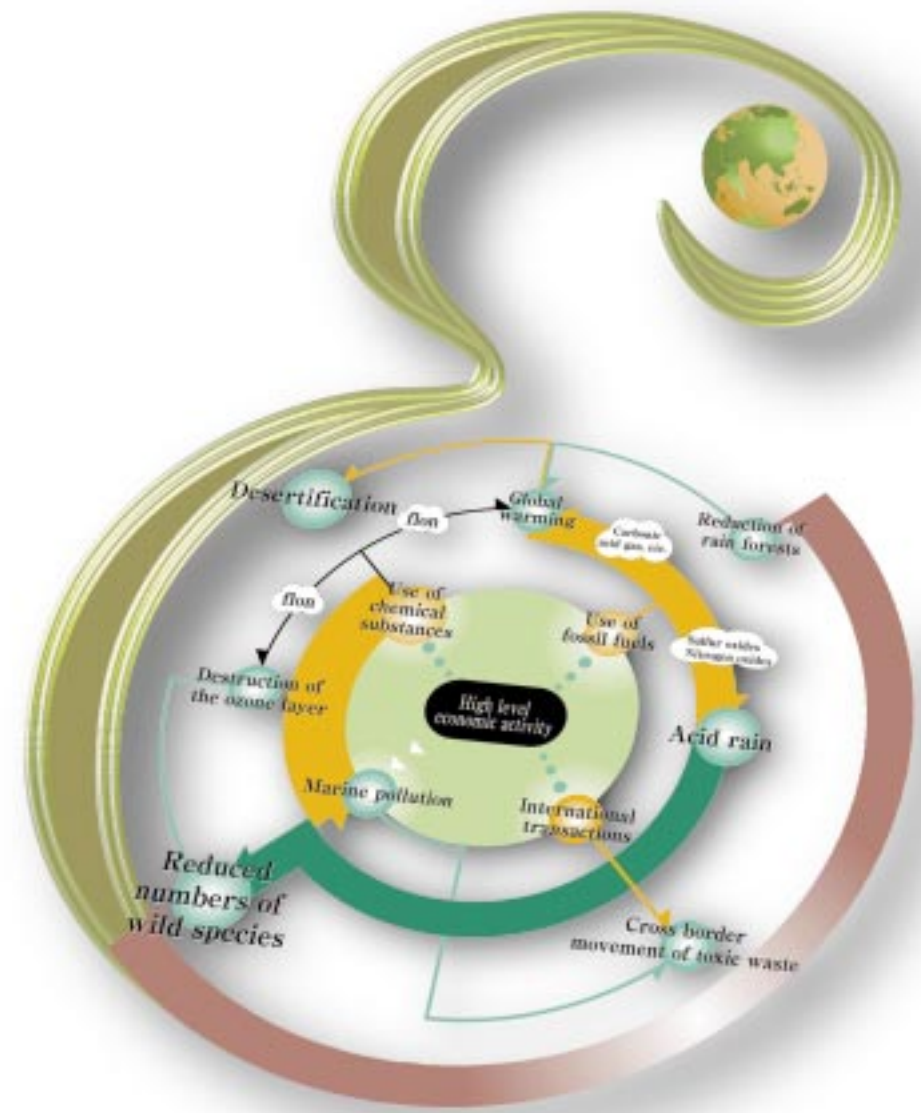 Desertification
flon
Global
warming
Carbonic
acid gas, etc.
Reduction of
rain forests
flon
Use of
chemical
substances
Use of
fossil fuels
Sulfur oxides
Nitrogen oxides
Destruction of
the ozone layer
High level
economic activity
Acid rain
Marine pollution
International
transactions
Reduced
numbers of
wild species
Cross border
movement of toxic waste